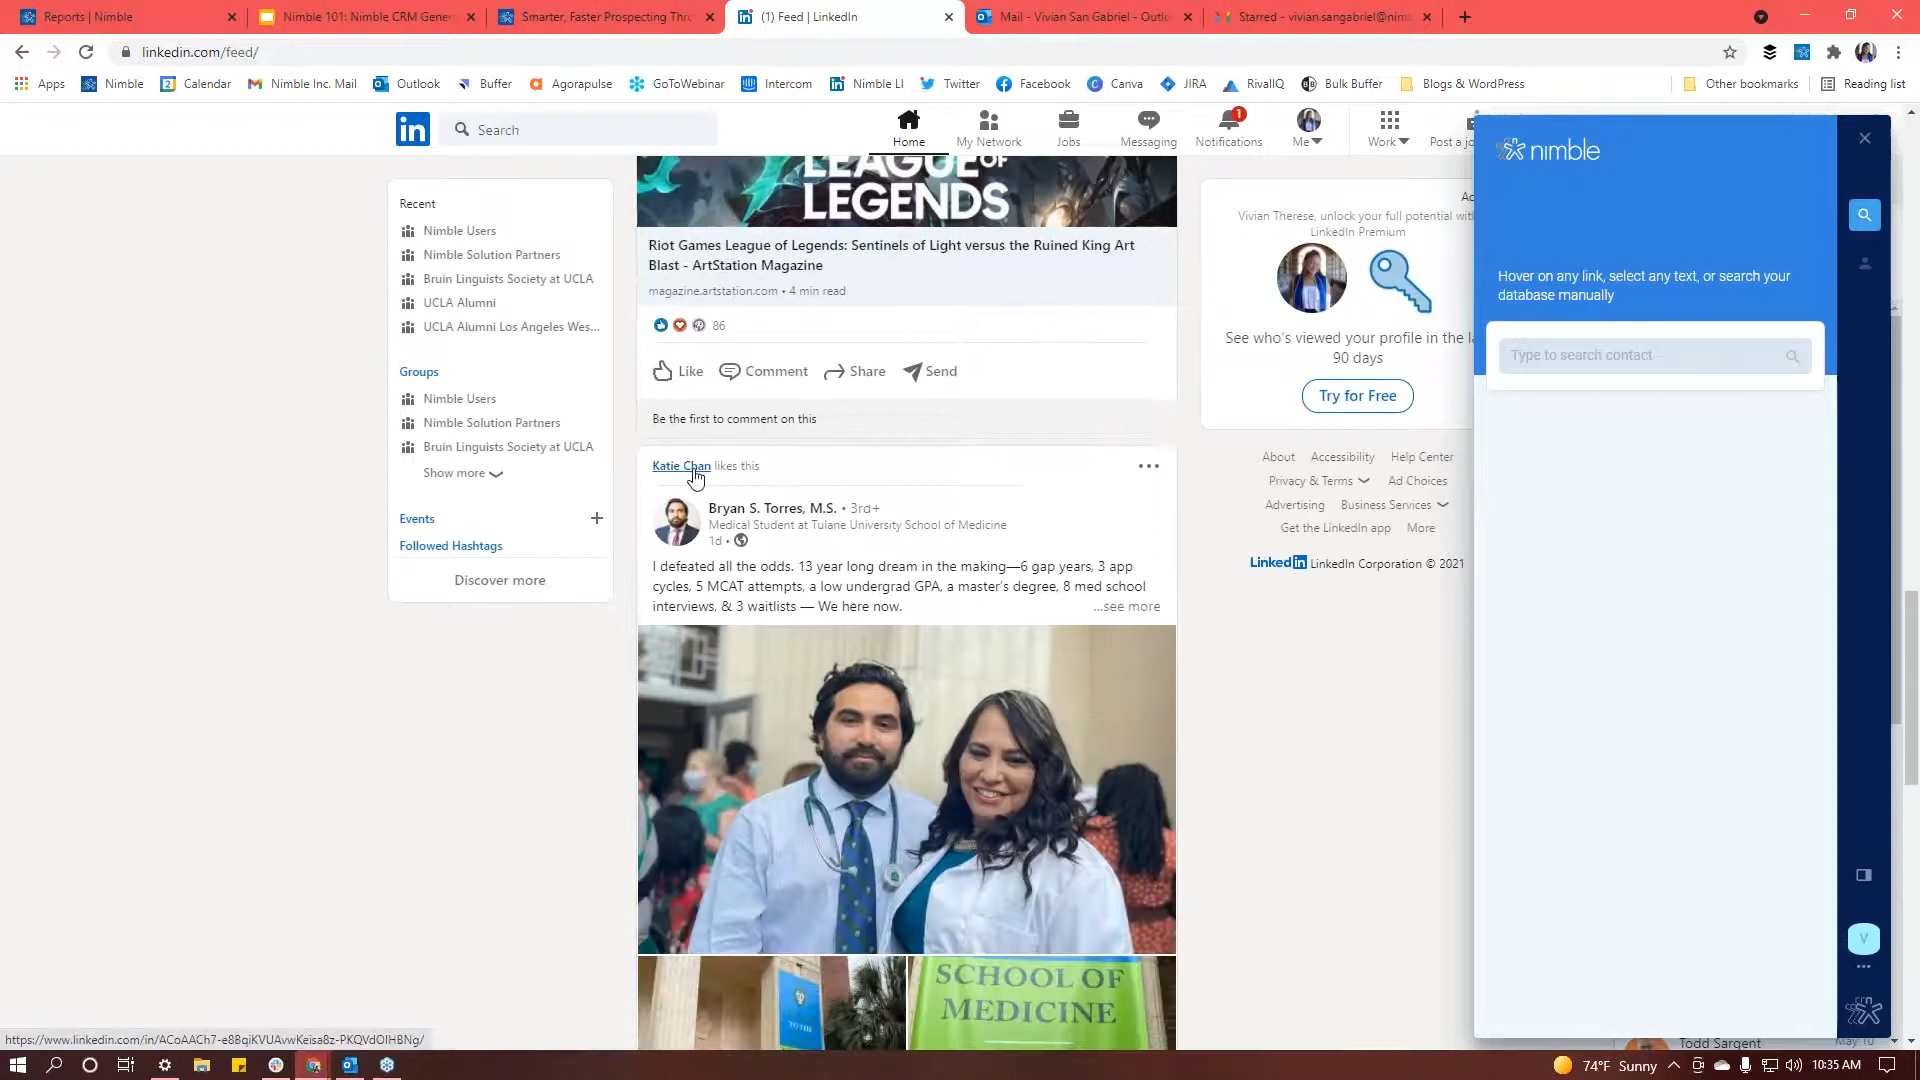 Reports | Nimble
Nimble 101: Nimble CRM Gene
Smarter, Faster Prospecting Thr
(1) Feed | LinkedIn
Mail - Vivian San Gabriel - Outlo
Starred - vivian.sangabriel@nim
linkedin.com/feed/
Apps
Nimble
Calendar
Nimble Inc. Mail
Outlook
Buffer
Agorapulse
GoToWebinar
Intercom
Nimble LI
Twitter
Facebook
Canva
JIRA
RivalIQ
Bulk Buffer
Blogs & WordPress
Other bookmarks
Reading list
in
Search
Home
My Network
Jobs
Messaging
1
Notifications
Me
Work
Post a jo
Recent
Nimble Users
Nimble Solution Partners
Bruin Linguists Society at UCLA
UCLA Alumni
UCLA Alumni Los Angeles Wes...
Groups
Nimble Users
Nimble Solution Partners
Bruin Linguists Society at UCLA
Show more
Events
Followed Hashtags
Discover more
LEAGUE OF
LEGENDS
Riot Games League of Legends: Sentinels of Light versus the Ruined King Art
Blast - ArtStation Magazine
magazine.artstation.com • 4 min read
86
Like
Comment
Share
Send
Be the first to comment on this
Katie Chan likes this
Bryan S. Torres, M.S. • 3rd+
Medical Student at Tulane University School of Medicine
1d •
I defeated all the odds. 13 year long dream in the making—6 gap years, 3 app
cycles, 5 MCAT attempts, a low undergrad GPA, a master's degree, 8 med school
interviews, & 3 waitlists — We here now.
...see more
SCHOOL OF
MEDICINE
Vivian Therese, unlock your full potential wit
LinkedIn Premium
See who's viewed your profile in the la
90 days
Try for Free
About
Accessibility
Help Center
Privacy & Terms
Ad Choices
Advertising
Business Services
Get the LinkedIn app
More
LinkedIn LinkedIn Corporation © 2021
nimble
Hover on any link, select any text, or search your
database manually
Type to search contact
V
Todd Sargent
May 10
https://www.linkedin.com/in/ACoAACh7-e8BqiKVUAvwKeisa8z-PKQVdOIHBNg/
74°F Sunny
10:35 AM